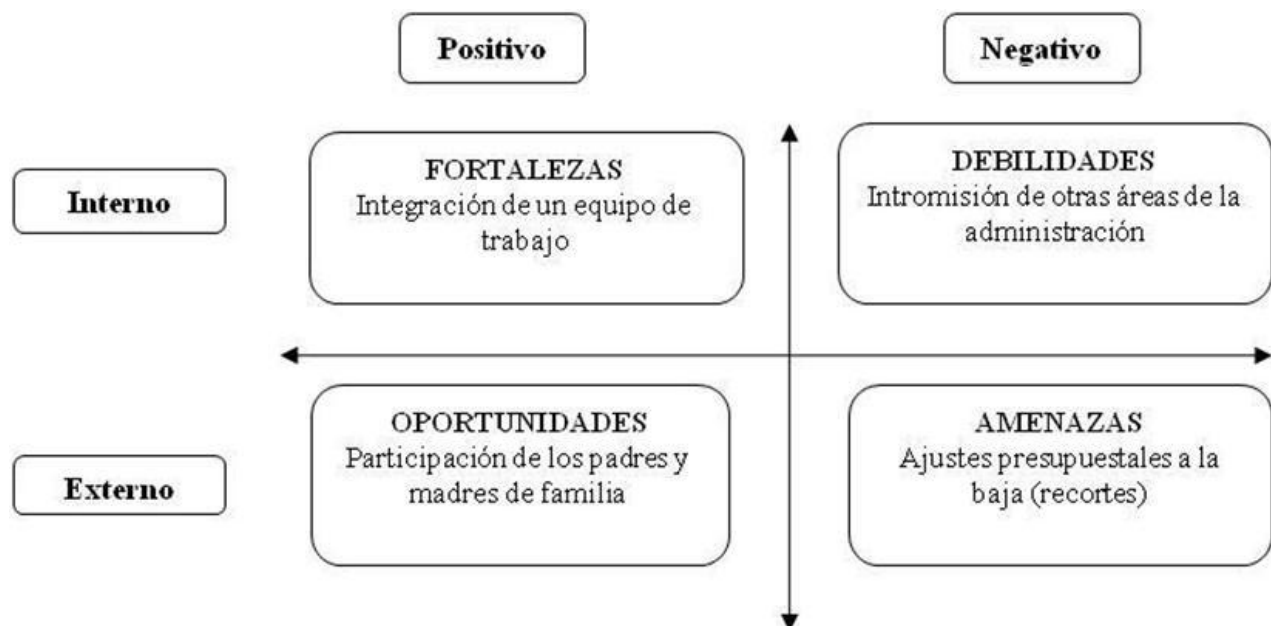 Positivo
Negativo
Interno
FORTALEZAS
Integración de un equipo de
trabajo
DEBILIDADES
Intromisión de otras áreas de la
administración
Externo
OPORTUNIDADES
Participación de los padres y
madres de familia
AMENAZAS
Ajustes presupuestales a la
baja (recortes)